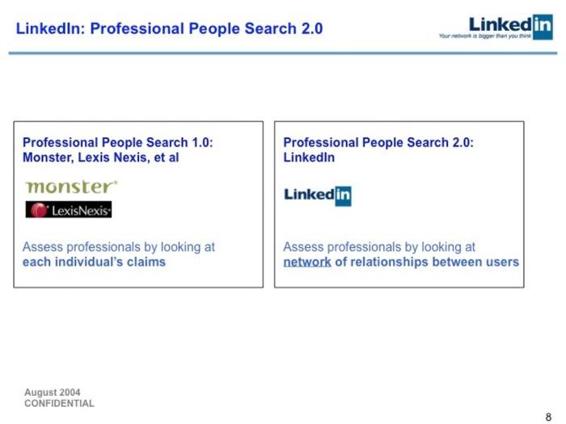 LinkedIn: Professional People Search 2.0
Linkedin
Your network is bigger than you think
Professional People Search 1.0:
Monster, Lexis Nexis, et al
monster®
LexisNexis®
Assess professionals by looking at
each individual's claims
Professional People Search 2.0:
LinkedIn
Linkedin
Assess professionals by looking at
network of relationships between users
August 2004
CONFIDENTIAL
8